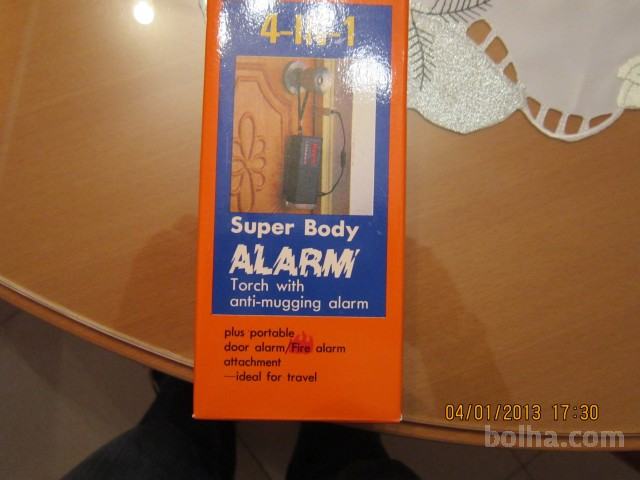 4-IN-1
Super Body
ALARM
Torch with
anti-mugging alarm
plus portable
door alarm/Fire alarm
attachment
—ideal for travel
04/01/2013 17:30
bolha.com